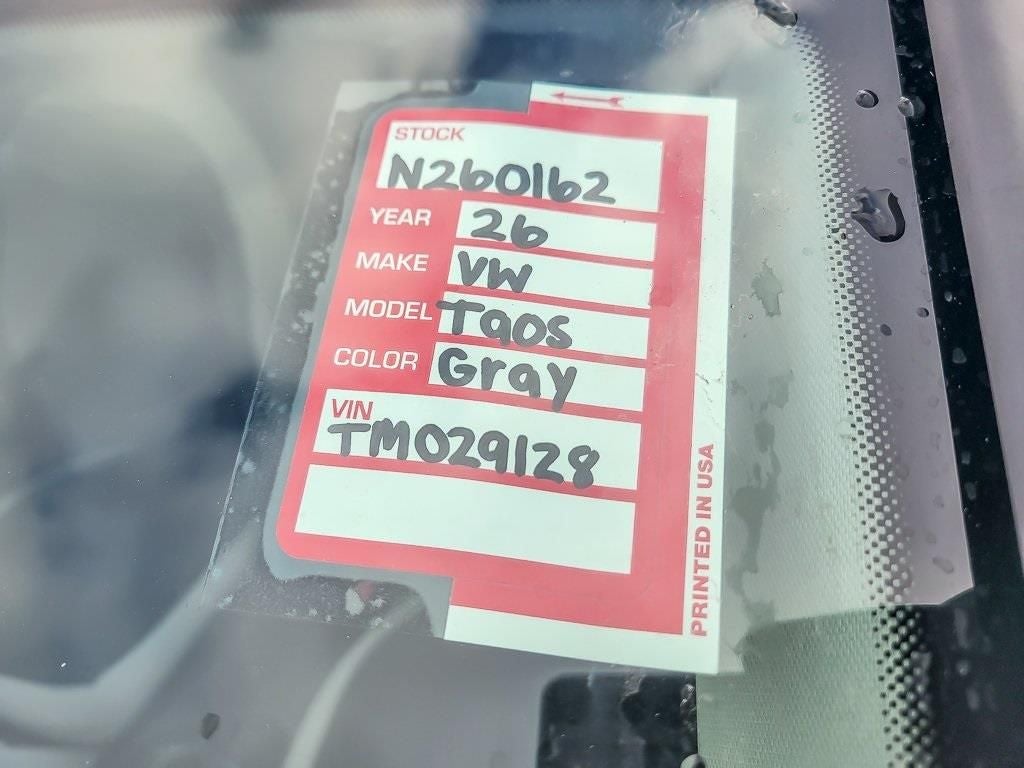 STOCK
N260162
YEAR 26
MAKE VW
MODEL Taos
COLOR Gray
VIN
TM029128
PRINTED IN USA